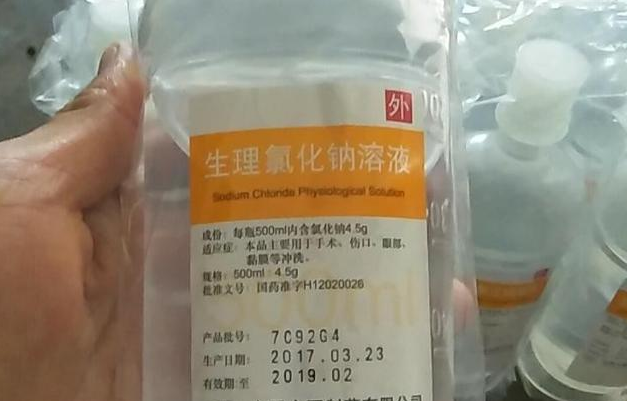 外
生理氯化钠溶液
Sodium Chloride Physiological Solution
成份：每瓶500ml内含氯化钠4.5g
适应症：本品主要用于手术、伤口、眼部、
黏膜等冲洗。
规格：500ml：4.5g
批准文号：国药准字H12020026
500ml
产品批号：7C92G4
生产日期：2017.03.23
有效期至 2019.02